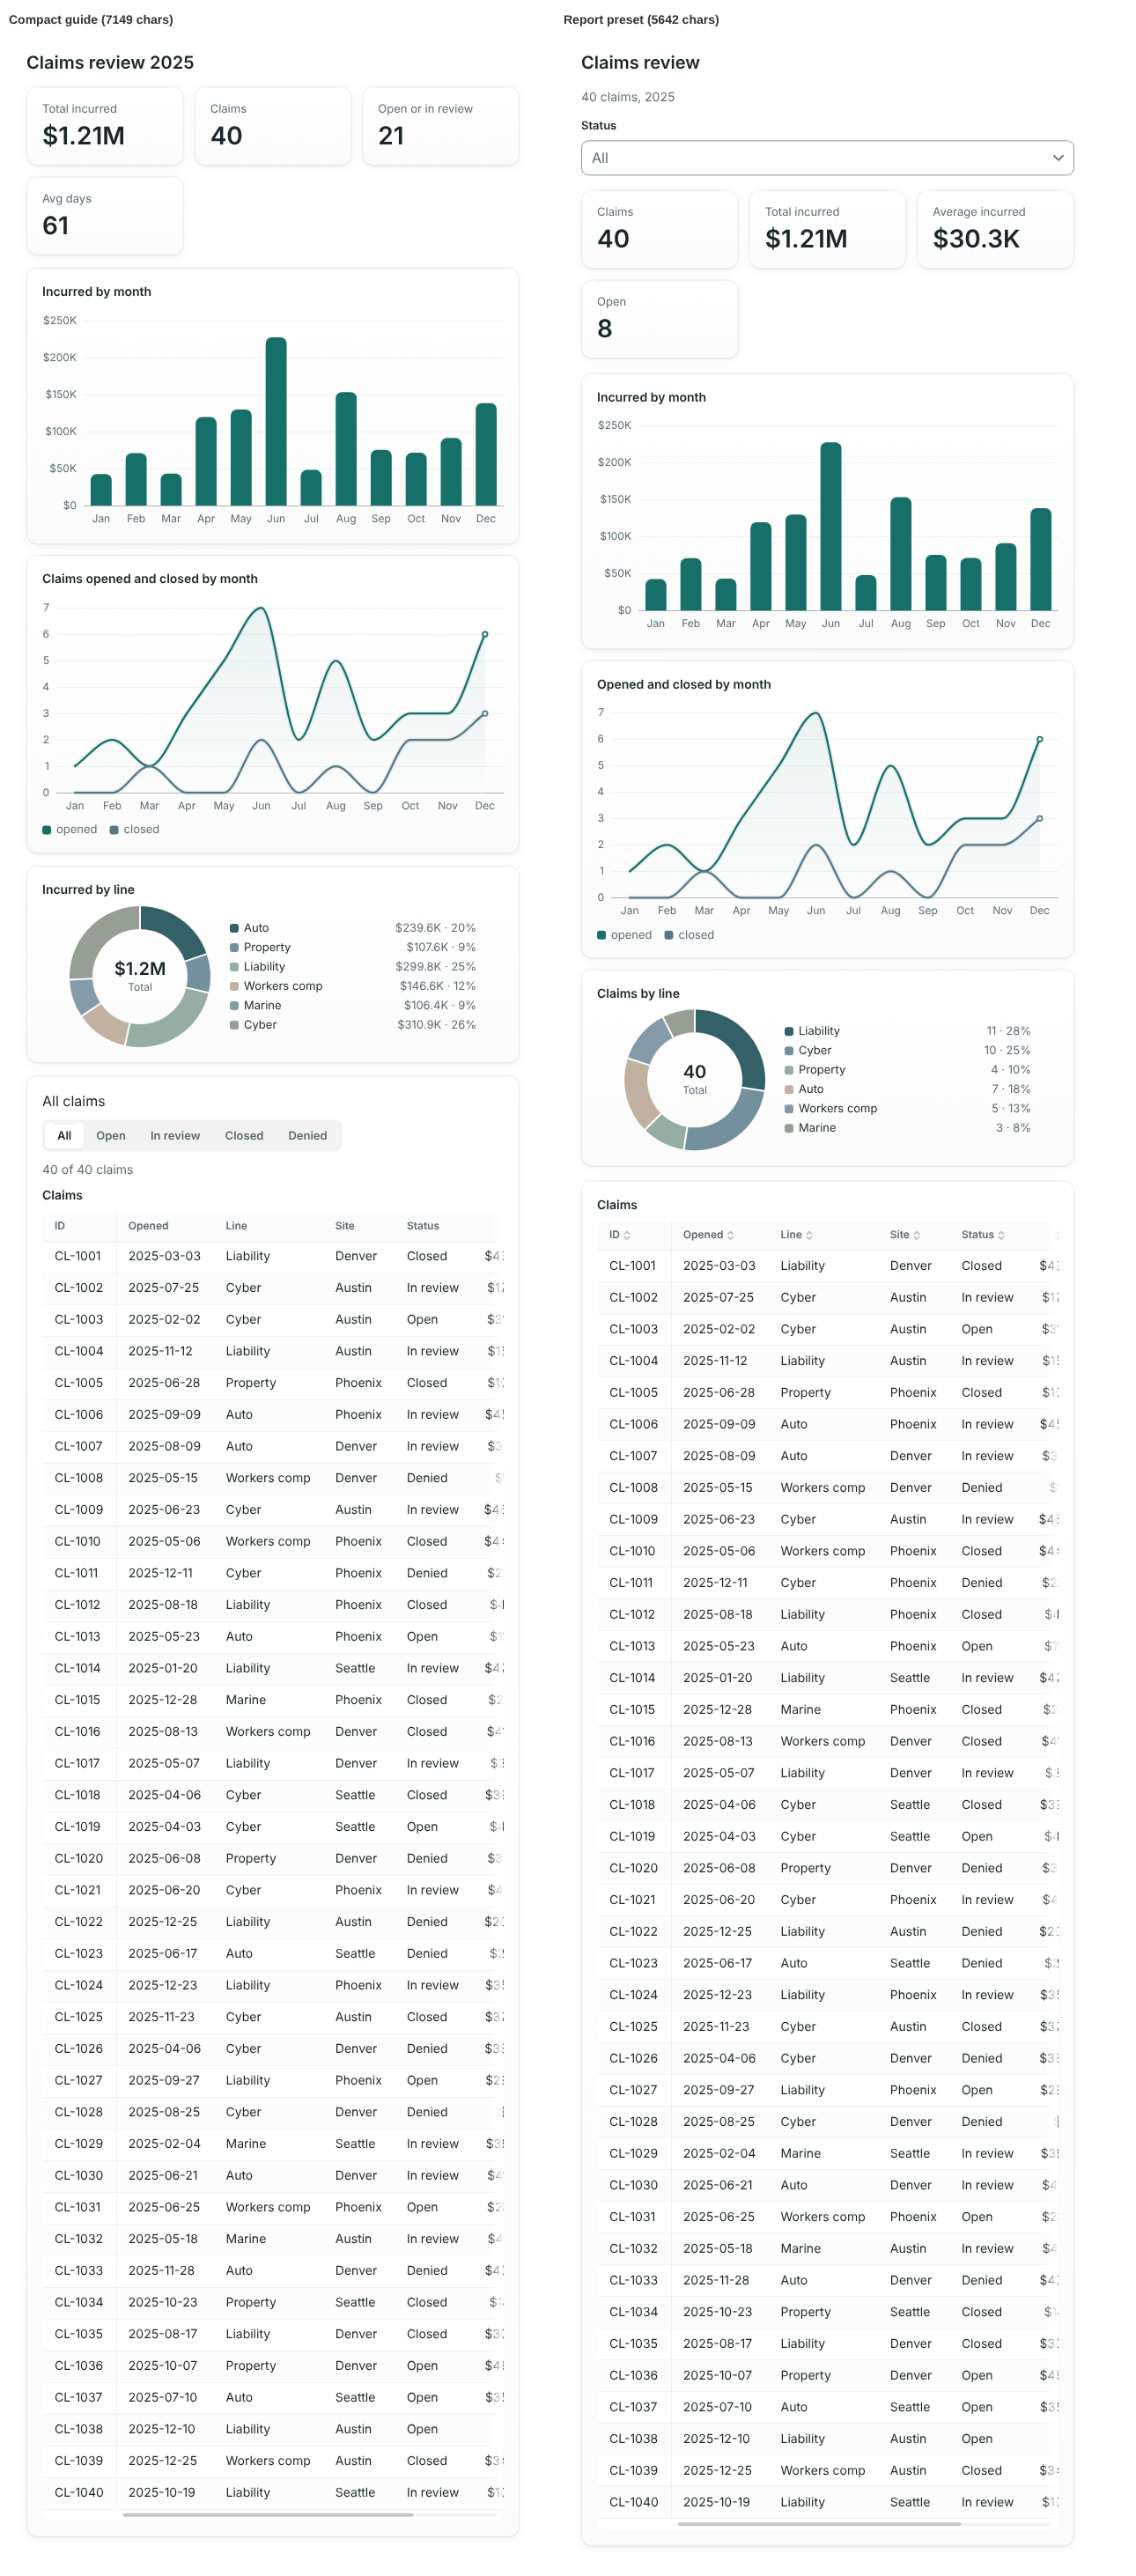 Compact guide (7149 chars)
Claims review 2025
Total incurred
$1.21M
Claims
40
Open or in review
21
Avg days
61
Incurred by month
$250K
$200K
$150K
$100K
$50K
$0
Jan Feb Mar Apr May Jun Jul Aug Sep Oct Nov Dec
Claims opened and closed by month
7
6
5
4
3
2
1
0
Jan Feb Mar Apr May Jun Jul Aug Sep Oct Nov Dec
opened closed
Incurred by line
$1.2M
Total
Auto $239.6K · 20%
Property $107.6K · 9%
Liability $299.8K · 25%
Workers comp $146.6K · 12%
Marine $106.4K · 9%
Cyber $310.9K · 26%
All claims
All Open In review Closed Denied
40 of 40 claims
Claims
ID Opened Line Site Status
CL-1001 2025-03-03 Liability Denver Closed
CL-1002 2025-07-25 Cyber Austin In review
CL-1003 2025-02-02 Cyber Austin Open
CL-1004 2025-11-12 Liability Austin In review
CL-1005 2025-06-28 Property Phoenix Closed
CL-1006 2025-09-09 Auto Phoenix In review
CL-1007 2025-08-09 Auto Denver In review
CL-1008 2025-05-15 Workers comp Denver Denied
CL-1009 2025-06-23 Cyber Austin In review
CL-1010 2025-05-06 Workers comp Phoenix Closed
CL-1011 2025-12-11 Cyber Phoenix Denied
CL-1012 2025-08-18 Liability Phoenix Closed
CL-1013 2025-05-23 Auto Phoenix Open
CL-1014 2025-01-20 Liability Seattle In review
CL-1015 2025-12-28 Marine Phoenix Closed
CL-1016 2025-08-13 Workers comp Denver Closed
CL-1017 2025-05-07 Liability Denver In review
CL-1018 2025-04-06 Cyber Seattle Closed
CL-1019 2025-04-03 Cyber Seattle Open
CL-1020 2025-06-08 Property Denver Denied
CL-1021 2025-06-20 Cyber Phoenix In review
CL-1022 2025-12-25 Liability Austin Denied
CL-1023 2025-06-17 Auto Seattle Denied
CL-1024 2025-12-23 Liability Phoenix In review
CL-1025 2025-11-23 Cyber Austin Closed
CL-1026 2025-04-06 Cyber Denver Denied
CL-1027 2025-09-27 Liability Phoenix Open
CL-1028 2025-08-25 Cyber Denver Denied
CL-1029 2025-02-04 Marine Seattle In review
CL-1030 2025-06-21 Auto Denver In review
CL-1031 2025-06-25 Workers comp Phoenix Open
CL-1032 2025-05-18 Marine Austin In review
CL-1033 2025-11-28 Auto Denver Denied
CL-1034 2025-10-23 Property Seattle Closed
CL-1035 2025-08-17 Liability Denver Closed
CL-1036 2025-10-07 Property Denver Open
CL-1037 2025-07-10 Auto Seattle Open
CL-1038 2025-12-10 Liability Austin Open
CL-1039 2025-12-25 Workers comp Austin Closed
CL-1040 2025-10-19 Liability Seattle In review
Report preset (5642 chars)
Claims review
40 claims, 2025
Status
All
Claims
40
Total incurred
$1.21M
Average incurred
$30.3K
Open
8
Incurred by month
$250K
$200K
$150K
$100K
$50K
$0
Jan Feb Mar Apr May Jun Jul Aug Sep Oct Nov Dec
Opened and closed by month
7
6
5
4
3
2
1
0
Jan Feb Mar Apr May Jun Jul Aug Sep Oct Nov Dec
opened closed
Claims by line
40
Total
Liability 11 · 28%
Cyber 10 · 25%
Property 4 · 10%
Auto 7 · 18%
Workers comp 5 · 13%
Marine 3 · 8%
Claims
ID Opened Line Site Status
CL-1001 2025-03-03 Liability Denver Closed
CL-1002 2025-07-25 Cyber Austin In review
CL-1003 2025-02-02 Cyber Austin Open
CL-1004 2025-11-12 Liability Austin In review
CL-1005 2025-06-28 Property Phoenix Closed
CL-1006 2025-09-09 Auto Phoenix In review
CL-1007 2025-08-09 Auto Denver In review
CL-1008 2025-05-15 Workers comp Denver Denied
CL-1009 2025-06-23 Cyber Austin In review
CL-1010 2025-05-06 Workers comp Phoenix Closed
CL-1011 2025-12-11 Cyber Phoenix Denied
CL-1012 2025-08-18 Liability Phoenix Closed
CL-1013 2025-05-23 Auto Phoenix Open
CL-1014 2025-01-20 Liability Seattle In review
CL-1015 2025-12-28 Marine Phoenix Closed
CL-1016 2025-08-13 Workers comp Denver Closed
CL-1017 2025-05-07 Liability Denver In review
CL-1018 2025-04-06 Cyber Seattle Closed
CL-1019 2025-04-03 Cyber Seattle Open
CL-1020 2025-06-08 Property Denver Denied
CL-1021 2025-06-20 Cyber Phoenix In review
CL-1022 2025-12-25 Liability Austin Denied
CL-1023 2025-06-17 Auto Seattle Denied
CL-1024 2025-12-23 Liability Phoenix In review
CL-1025 2025-11-23 Cyber Austin Closed
CL-1026 2025-04-06 Cyber Denver Denied
CL-1027 2025-09-27 Liability Phoenix Open
CL-1028 2025-08-25 Cyber Denver Denied
CL-1029 2025-02-04 Marine Seattle In review
CL-1030 2025-06-21 Auto Denver In review
CL-1031 2025-06-25 Workers comp Phoenix Open
CL-1032 2025-05-18 Marine Austin In review
CL-1033 2025-11-28 Auto Denver Denied
CL-1034 2025-10-23 Property Seattle Closed
CL-1035 2025-08-17 Liability Denver Closed
CL-1036 2025-10-07 Property Denver Open
CL-1037 2025-07-10 Auto Seattle Open
CL-1038 2025-12-10 Liability Austin Open
CL-1039 2025-12-25 Workers comp Austin Closed
CL-1040 2025-10-19 Liability Seattle In review